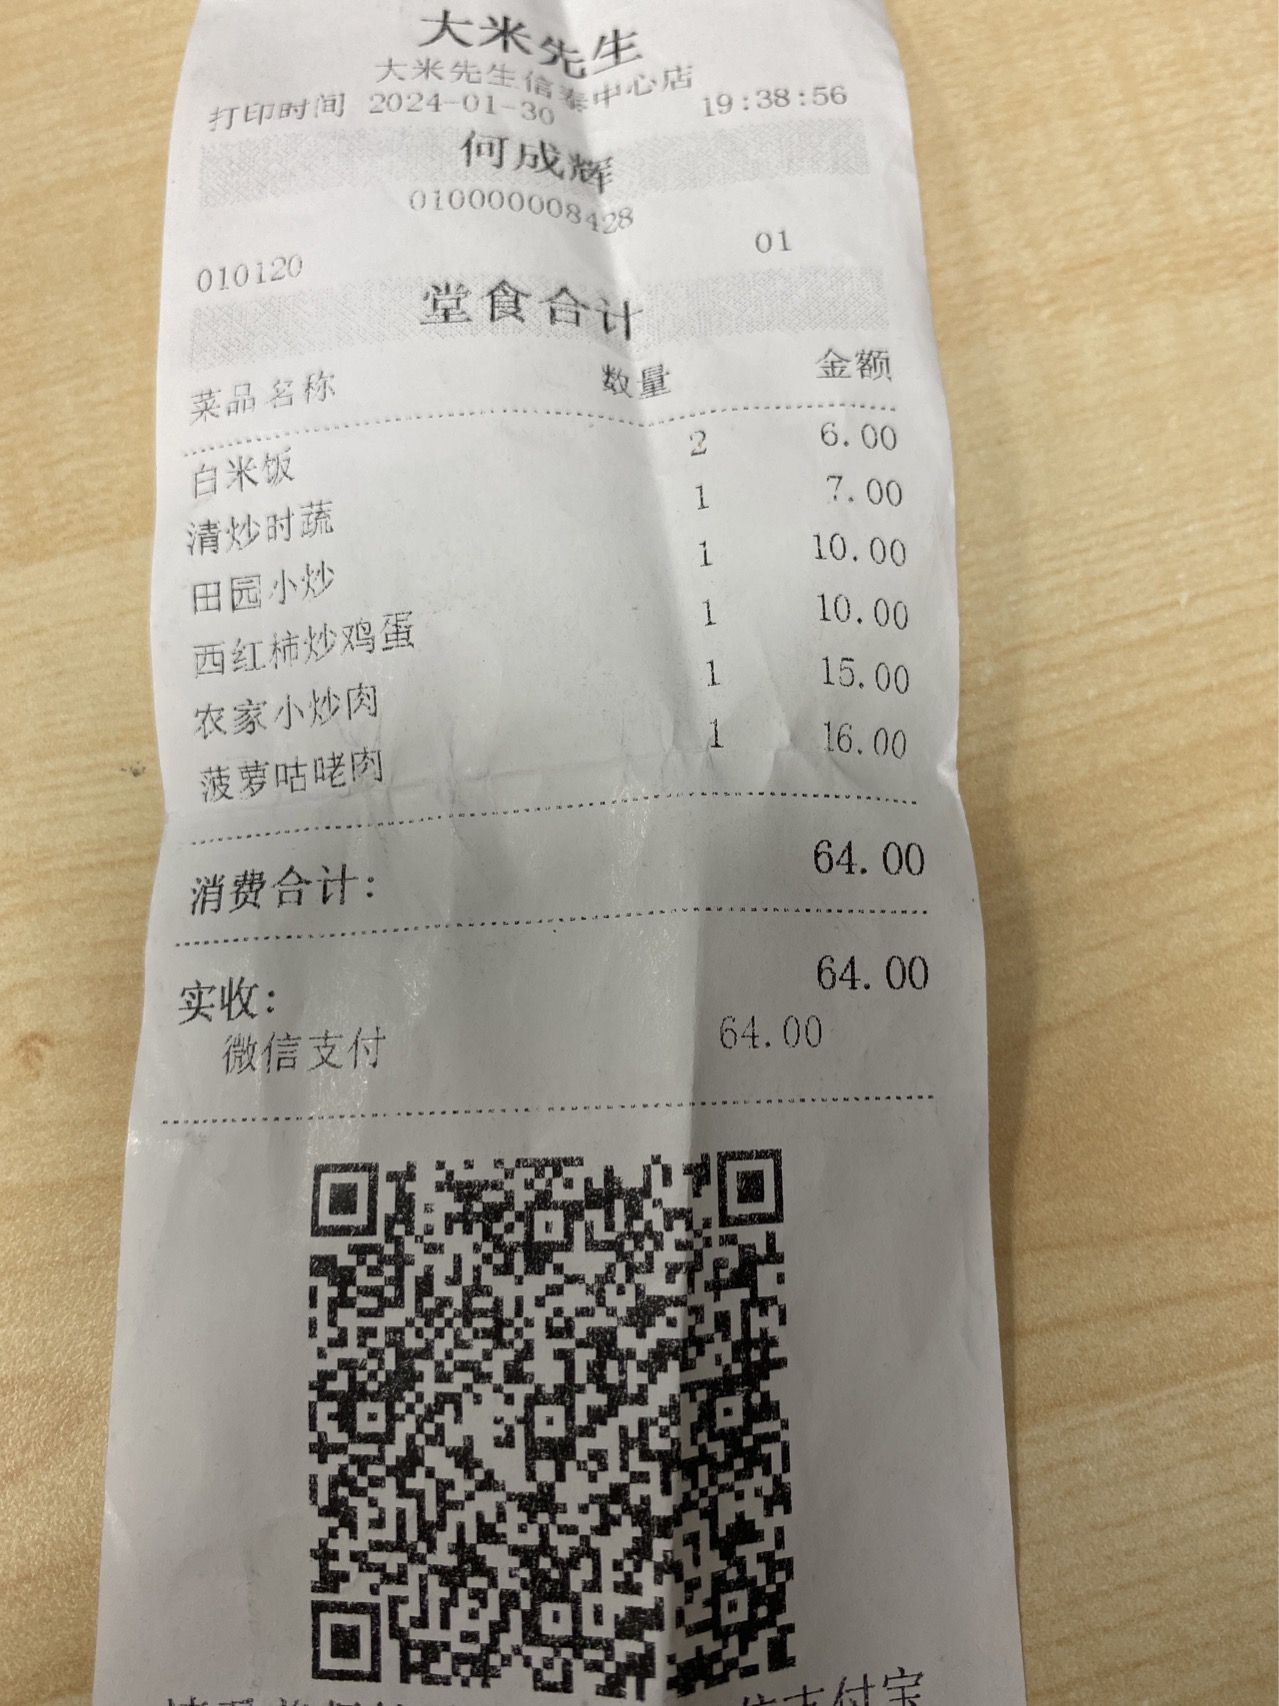 大米先生
大米先生信泰中心店
打印时间 2024-01-30 19:38:56
何成辉
010000008428
010120 01
堂食合计
菜品名称 数量 金额
白米饭 2 6.00
清炒时蔬 1 7.00
田园小炒 1 10.00
西红柿炒鸡蛋 1 10.00
农家小炒肉 1 15.00
菠萝咕咾肉 1 16.00
消费合计: 64.00
实收: 64.00
微信支付 64.00
信支付宝